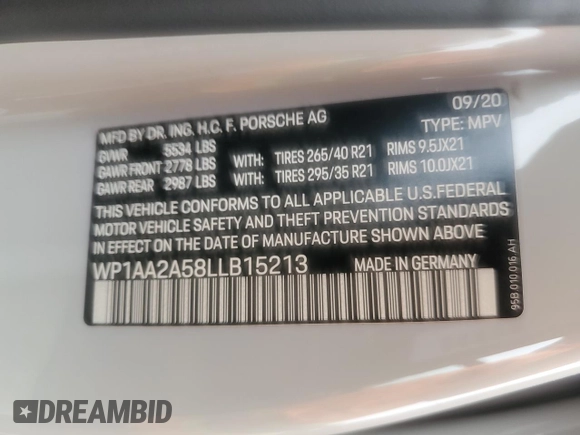 09/20
MFD BY DR. ING. H.C. F. PORSCHE AG TYPE: MPV
GVWR 5534 LBS
GAWR FRONT 2778 LBS WITH: TIRES 265/40 R21 RIMS 9.5JX21
GAWR REAR 2987 LBS WITH: TIRES 295/35 R21 RIMS 10.0JX21
THIS VEHICLE CONFORMS TO ALL APPLICABLE U.S.FEDERAL
MOTOR VEHICLE SAFETY AND THEFT PREVENTION STANDARDS
IN EFFECT ON THE DATE OF MANUFACTURE SHOWN ABOVE
WP1AA2A58LLB15213 MADE IN GERMANY
95B 010 016 AH
DREAMBID